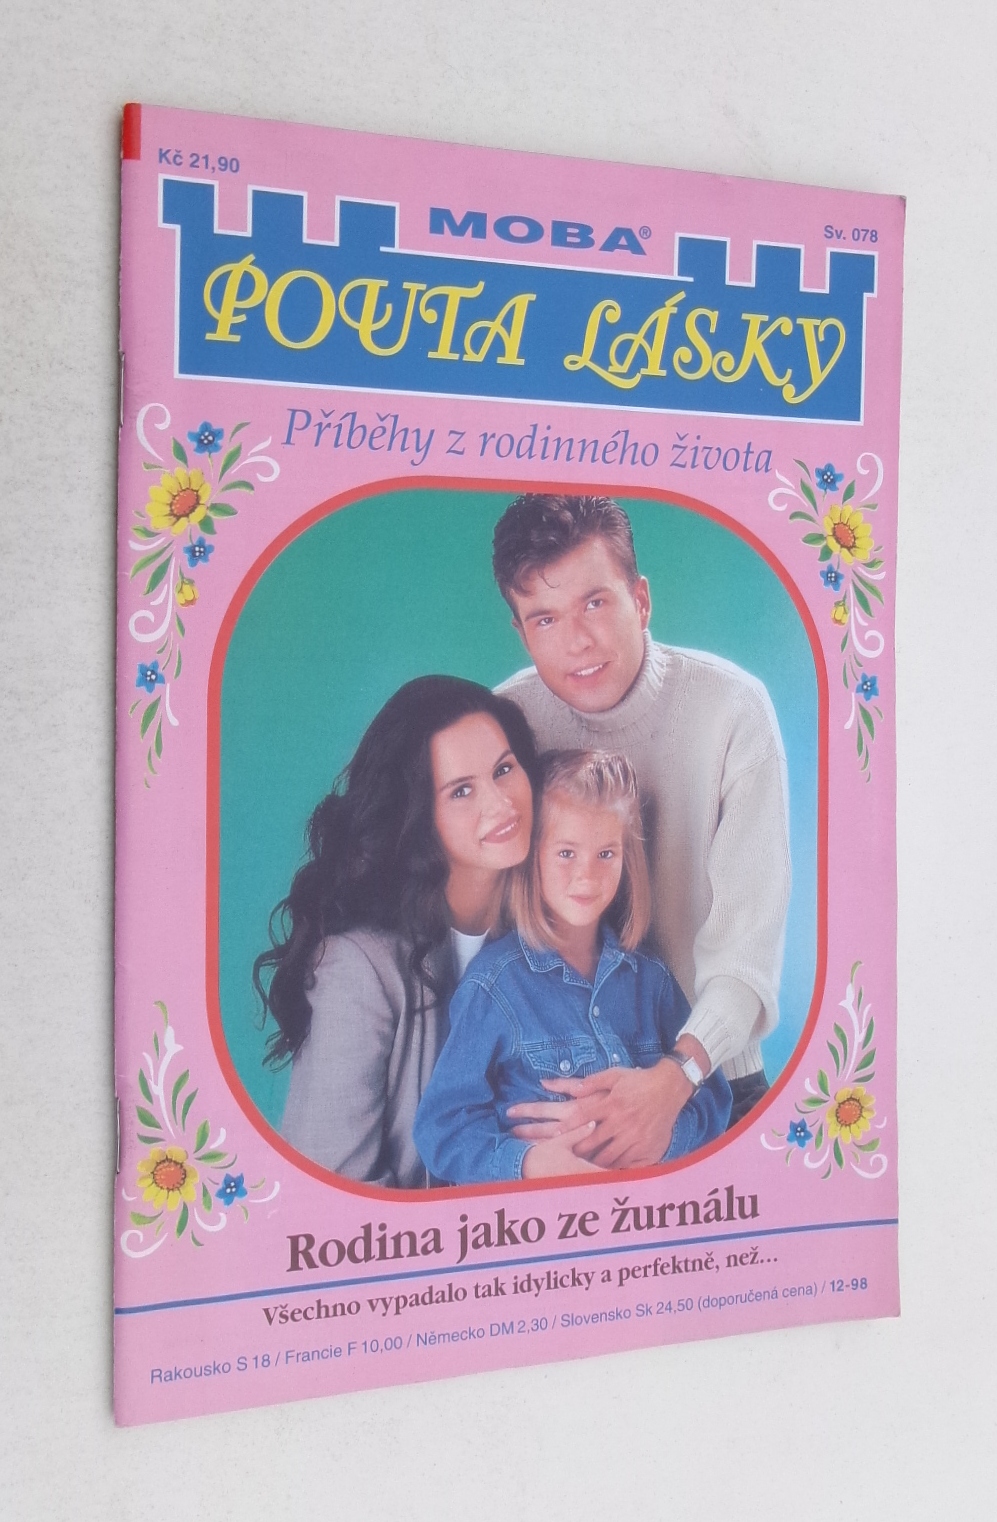 Kč 21,90
MOBA®
Sv. 078
POUTA LÁSKY
Příběhy z rodinného života
Rodina jako ze žurnálu
Všechno vypadalo tak idylicky a perfektně, než...
Rakousko S 18 / Francie F 10,00 / Německo DM 2,30 / Slovensko Sk 24,50 (doporučená cena) / 12-98